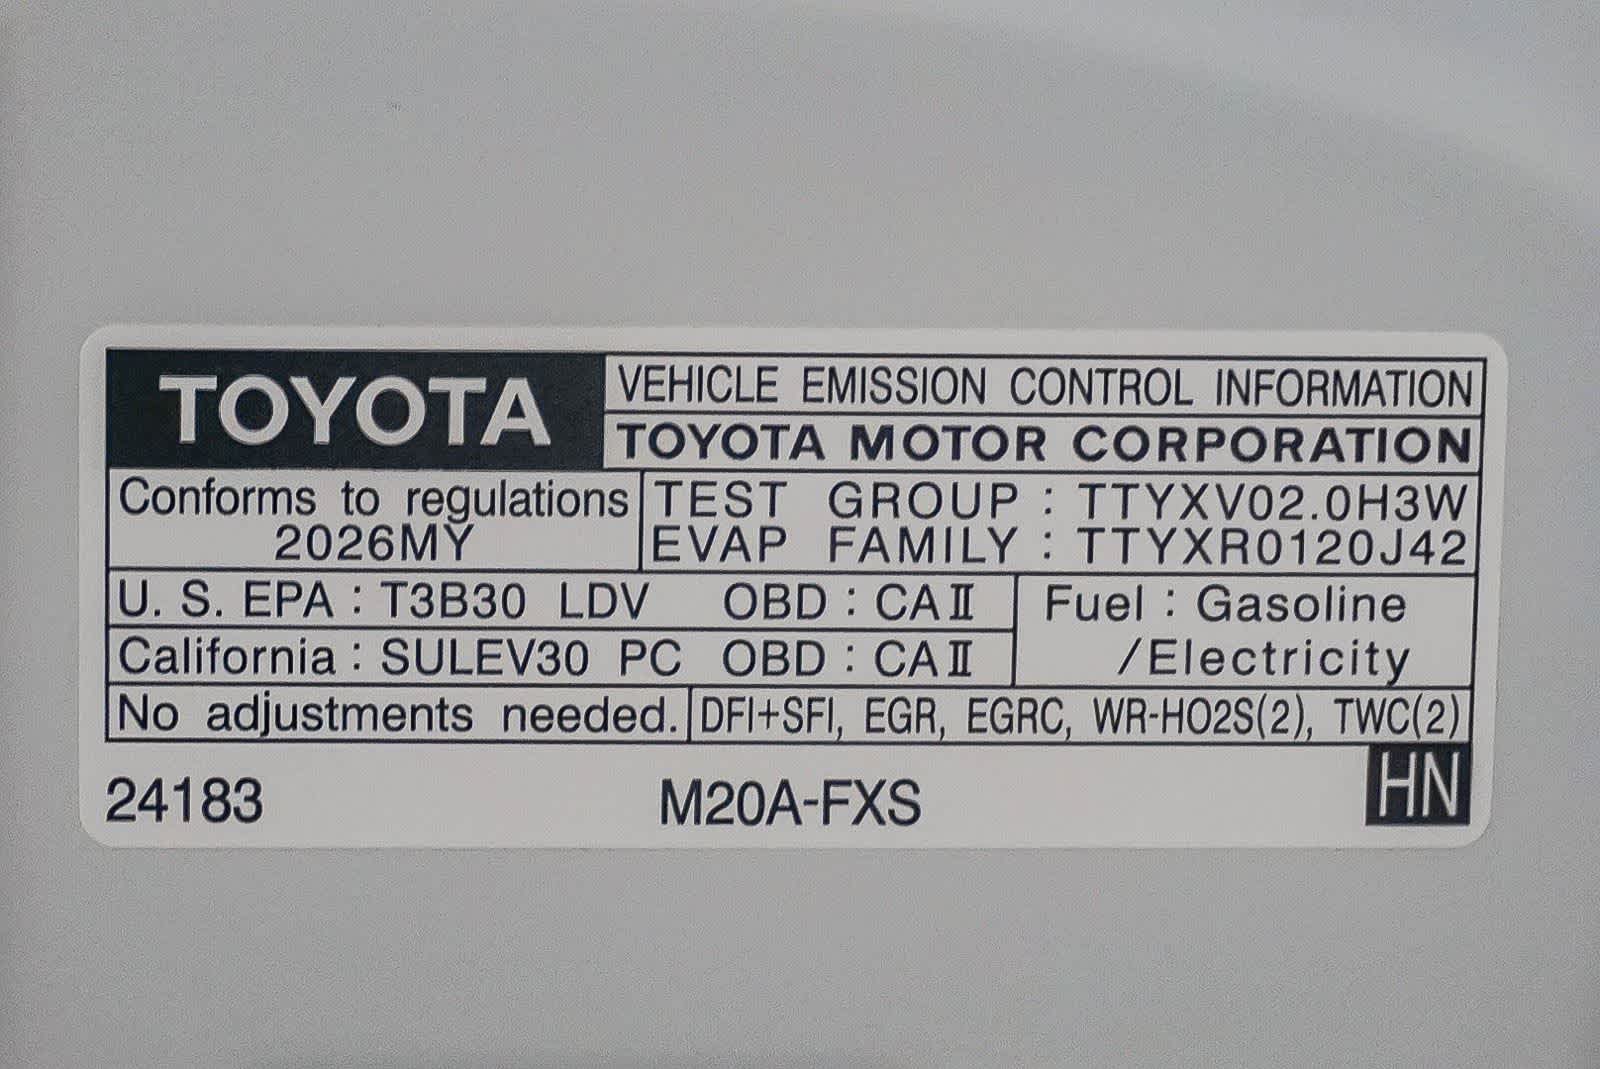 TOYOTA
VEHICLE EMISSION CONTROL INFORMATION
TOYOTA MOTOR CORPORATION
Conforms to regulations
2026MY
TEST GROUP : TTYXV02.0H3W
EVAP FAMILY : TTYXR0120J42
U. S. EPA : T3B30 LDV OBD : CAⅡ
California : SULEV30 PC OBD : CAⅡ
Fuel : Gasoline
/Electricity
No adjustments needed.
DFI+SFI, EGR, EGRC, WR-HO2S(2), TWC(2)
24183
M20A-FXS
HN